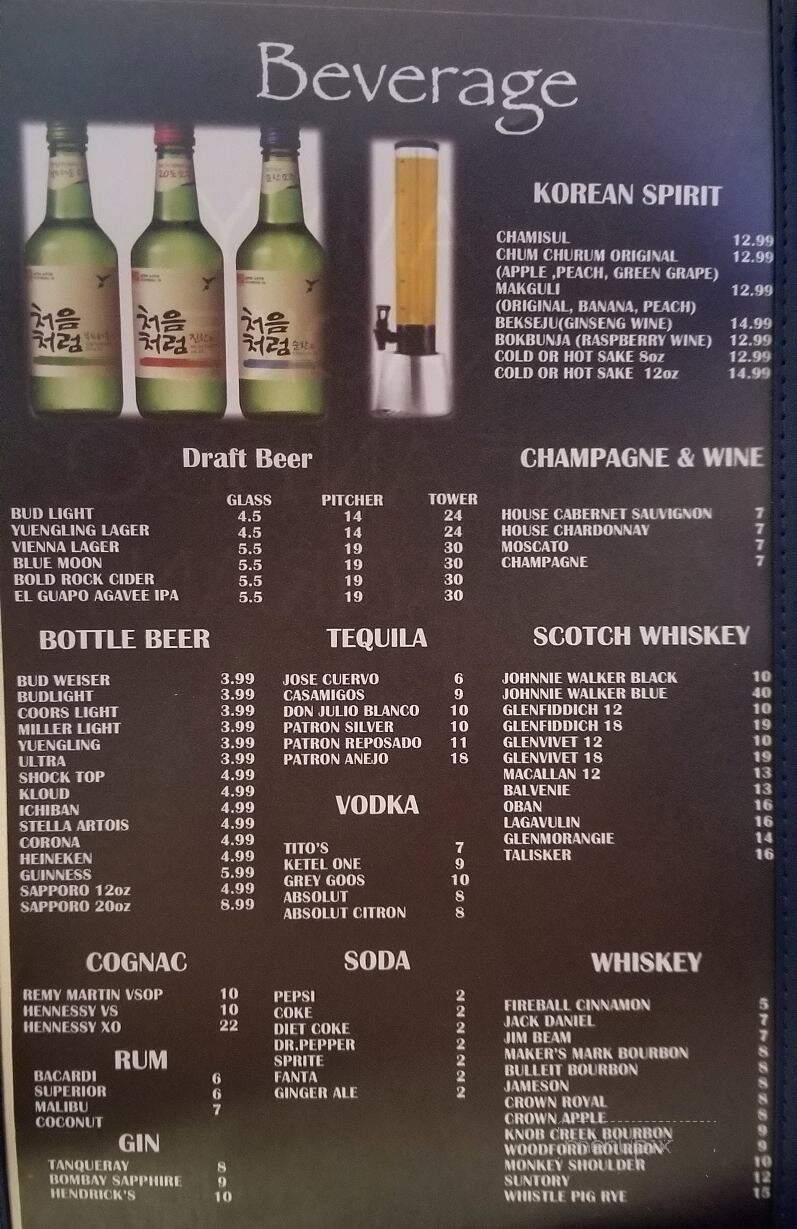 Beverage
처음
처럼
20도
처음
처럼
진한
처음
처럼
순한
KOREAN SPIRIT
CHAMISUL 12.99
CHUM CHURUM ORIGINAL 12.99
(APPLE ,PEACH, GREEN GRAPE)
MAKGULI 12.99
(ORIGINAL, BANANA, PEACH)
BEKSEJU(GINSENG WINE) 14.99
BOKBUNJA (RASPBERRY WINE) 12.99
COLD OR HOT SAKE 8oz 12.99
COLD OR HOT SAKE 12oz 14.99
Draft Beer
GLASS PITCHER TOWER
BUD LIGHT 4.5 14 24
YUENGLING LAGER 4.5 14 24
VIENNA LAGER 5.5 19 30
BLUE MOON 5.5 19 30
BOLD ROCK CIDER 5.5 19 30
EL GUAPO AGAVEE IPA 5.5 19 30
CHAMPAGNE & WINE
HOUSE CABERNET SAUVIGNON 7
HOUSE CHARDONNAY 7
MOSCATO 7
CHAMPAGNE 7
BOTTLE BEER
BUD WEISER 3.99
BUDLIGHT 3.99
COORS LIGHT 3.99
MILLER LIGHT 3.99
YUENGLING 3.99
ULTRA 3.99
SHOCK TOP 4.99
KLOUD 4.99
ICHIBAN 4.99
STELLA ARTOIS 4.99
CORONA 4.99
HEINEKEN 4.99
GUINNESS 5.99
SAPPORO 12oz 4.99
SAPPORO 20oz 8.99
TEQUILA
JOSE CUERVO 6
CASAMIGOS 9
DON JULIO BLANCO 10
PATRON SILVER 10
PATRON REPOSADO 11
PATRON ANEJO 18
VODKA
TITO'S 7
KETEL ONE 9
GREY GOOS 10
ABSOLUT 8
ABSOLUT CITRON 8
SCOTCH WHISKEY
JOHNNIE WALKER BLACK 10
JOHNNIE WALKER BLUE 40
GLENFIDDICH 12 10
GLENFIDDICH 18 19
GLENVIVET 12 10
GLENVIVET 18 19
MACALLAN 12 13
BALVENIE 13
OBAN 16
LAGAVULIN 16
GLENMORANGIE 14
TALISKER 16
COGNAC
REMY MARTIN VSOP 10
HENNESSY VS 10
HENNESSY XO 22
RUM
BACARDI 6
SUPERIOR 6
MALIBU 7
COCONUT
GIN
TANQUERAY 8
BOMBAY SAPPHIRE 9
HENDRICK'S 10
SODA
PEPSI 2
COKE 2
DIET COKE 2
DR.PEPPER 2
SPRITE 2
FANTA 2
GINGER ALE 2
WHISKEY
FIREBALL CINNAMON 5
JACK DANIEL 7
JIM BEAM 7
MAKER'S MARK BOURBON 8
BULLEIT BOURBON 8
JAMESON 8
CROWN ROYAL 8
CROWN APPLE 8
KNOB CREEK BOURBON 9
WOODFORD BOURBON 9
MONKEY SHOULDER 10
SUNTORY 12
WHISTLE PIG RYE 15